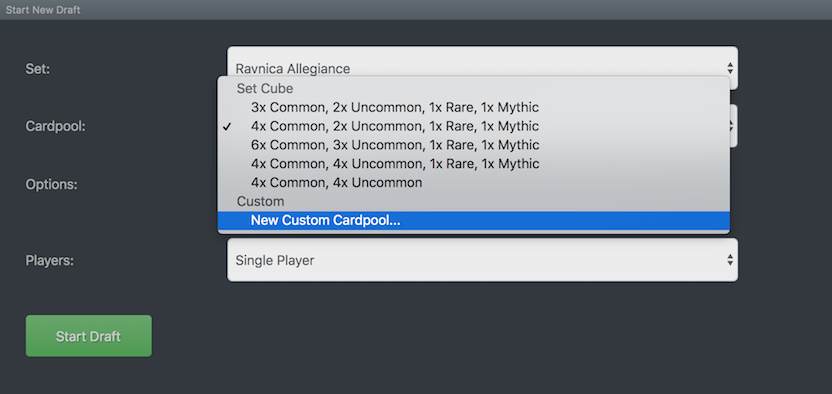 Start New Draft
Set:
Ravnica Allegiance
Set Cube
3x Common, 2x Uncommon, 1x Rare, 1x Mythic
Cardpool:
✓ 4x Common, 2x Uncommon, 1x Rare, 1x Mythic
6x Common, 3x Uncommon, 1x Rare, 1x Mythic
4x Common, 4x Uncommon, 1x Rare, 1x Mythic
Options:
4x Common, 4x Uncommon
Custom
New Custom Cardpool...
Players:
Single Player
Start Draft